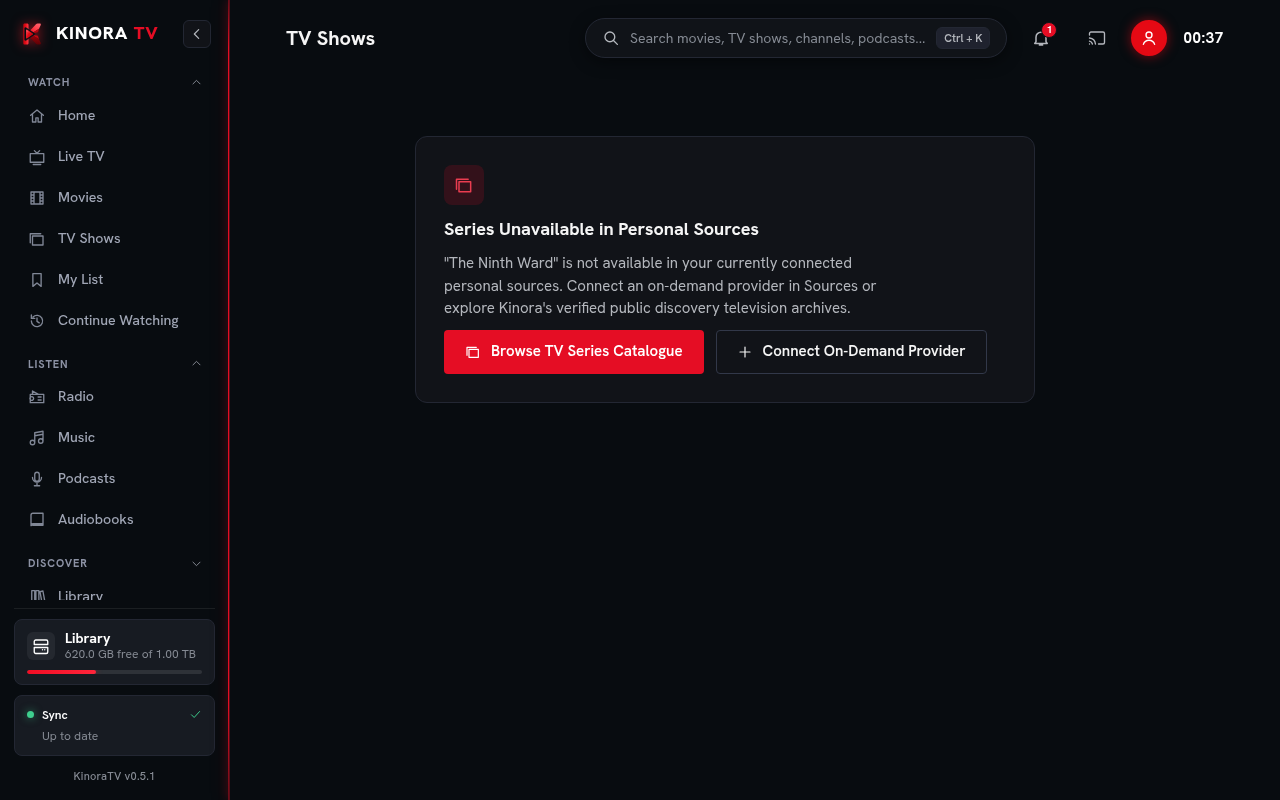 KINORA TV
WATCH
Home
Live TV
Movies
TV Shows
My List
Continue Watching
LISTEN
Radio
Music
Podcasts
Audiobooks
DISCOVER
Library
Library
620.0 GB free of 1.00 TB
Sync
Up to date
KinoraTV v0.5.1
TV Shows
Search movies, TV shows, channels, podcasts...
Ctrl + K
1
00:37
Series Unavailable in Personal Sources
"The Ninth Ward" is not available in your currently connected
personal sources. Connect an on-demand provider in Sources or
explore Kinora's verified public discovery television archives.
Browse TV Series Catalogue
Connect On-Demand Provider